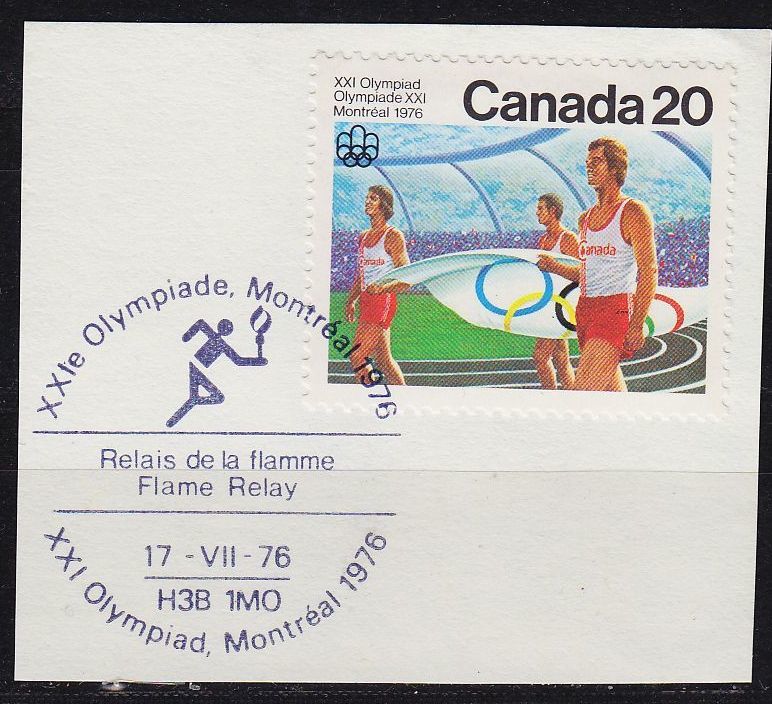 XXI Olympiad
Olympiade XXI
Montréal 1976
Canada 20
Canada
XXIe Olympiade, Montréal 1976
Relais de la flamme
Flame Relay
17 - VII - 76
H3B 1M0
XXI Olympiad, Montréal 1976